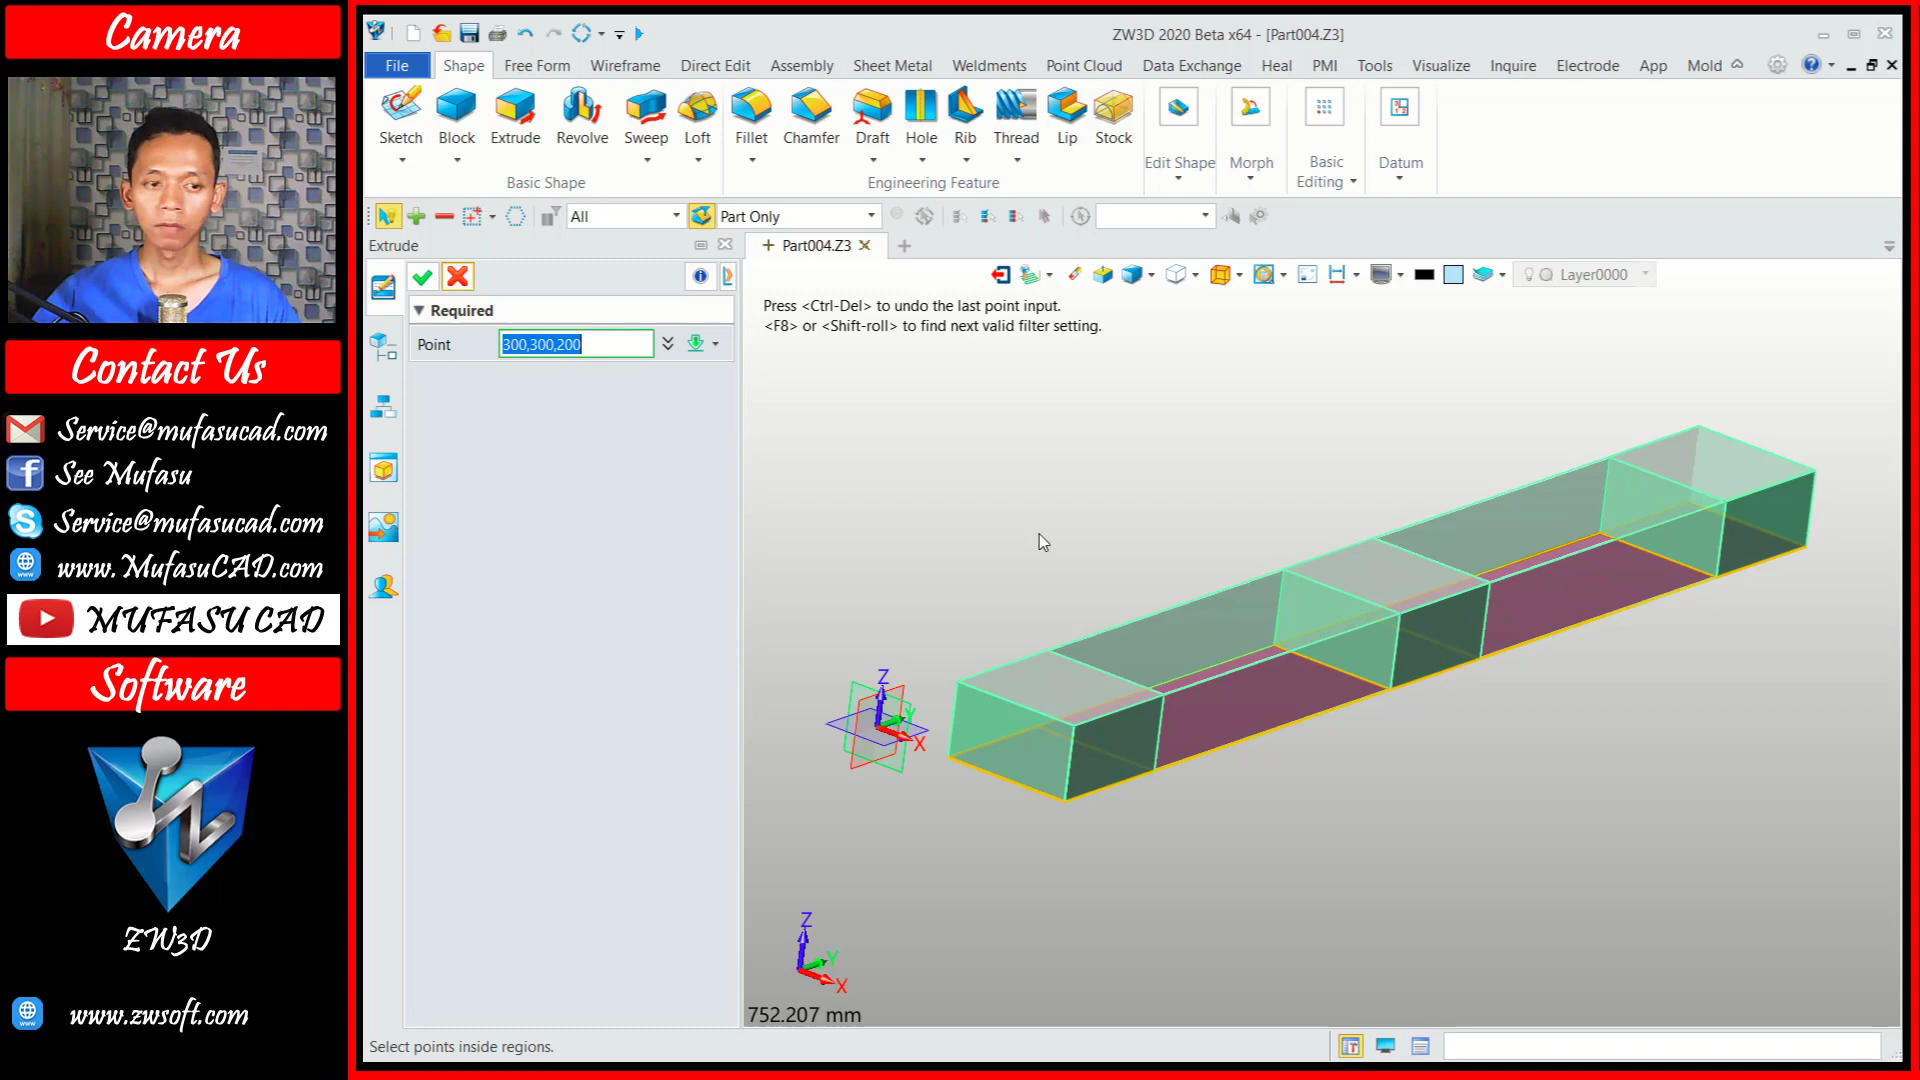 Camera
Contact Us
Service@mufasucad.com
See Mufasu
Service@mufasucad.com
www.MufasuCAD.com
MUFASU CAD
Software
ZW3D
www.zwsoft.com
ZW3D 2020 Beta x64 - [Part004.Z3]
File Shape Free Form Wireframe Direct Edit Assembly Sheet Metal Weldments Point Cloud Data Exchange Heal PMI Tools Visualize Inquire Electrode App Mold
Sketch Block Extrude Revolve Sweep Loft Fillet Chamfer Draft Hole Rib Thread Lip Stock
Edit Shape Morph Basic Editing Datum
Basic Shape Engineering Feature
All Part Only
Extrude
Part004.Z3
Layer0000
Required
Point 300,300,200
Press <Ctrl-Del> to undo the last point input.
<F8> or <Shift-roll> to find next valid filter setting.
Z
Y
X
Z
Y
X
752.207 mm
Select points inside regions.